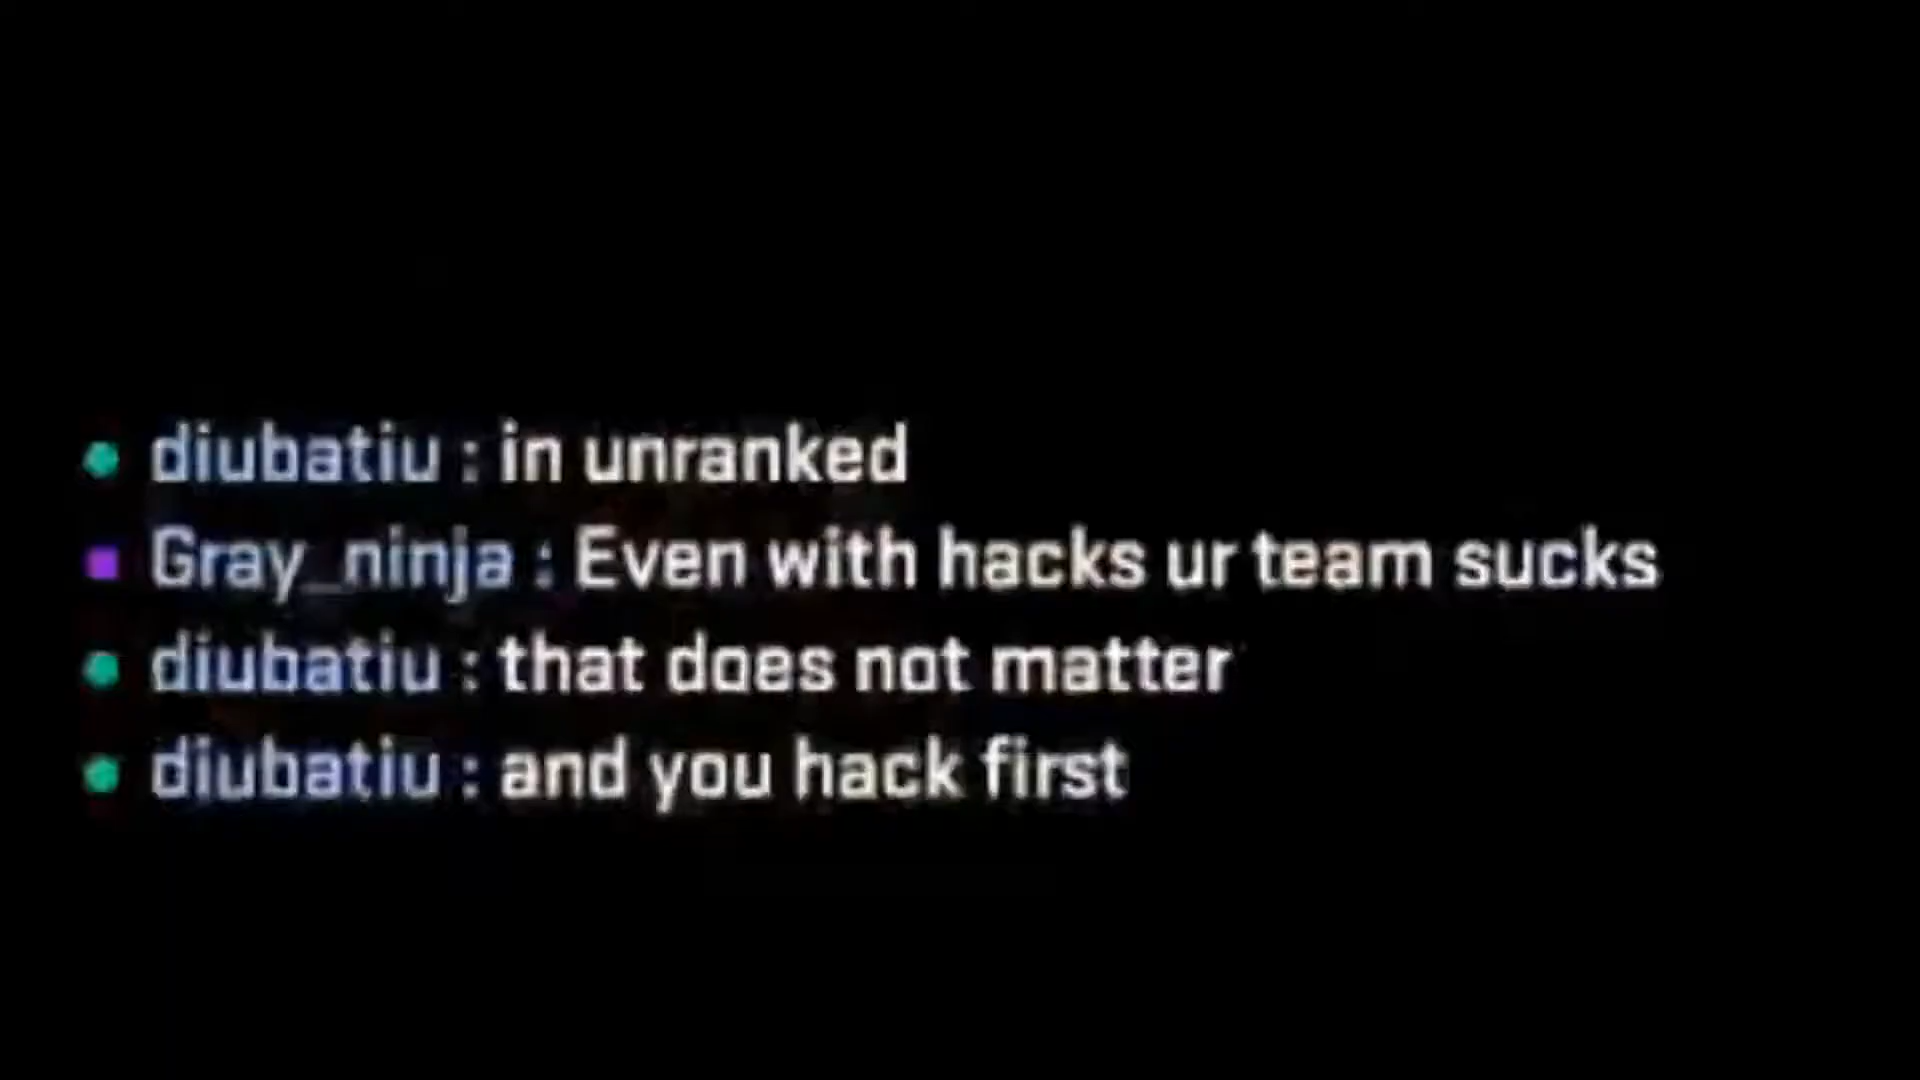 diubatiu : in unranked
Gray_ninja : Even with hacks ur team sucks
diubatiu : that does not matter
diubatiu : and you hack first